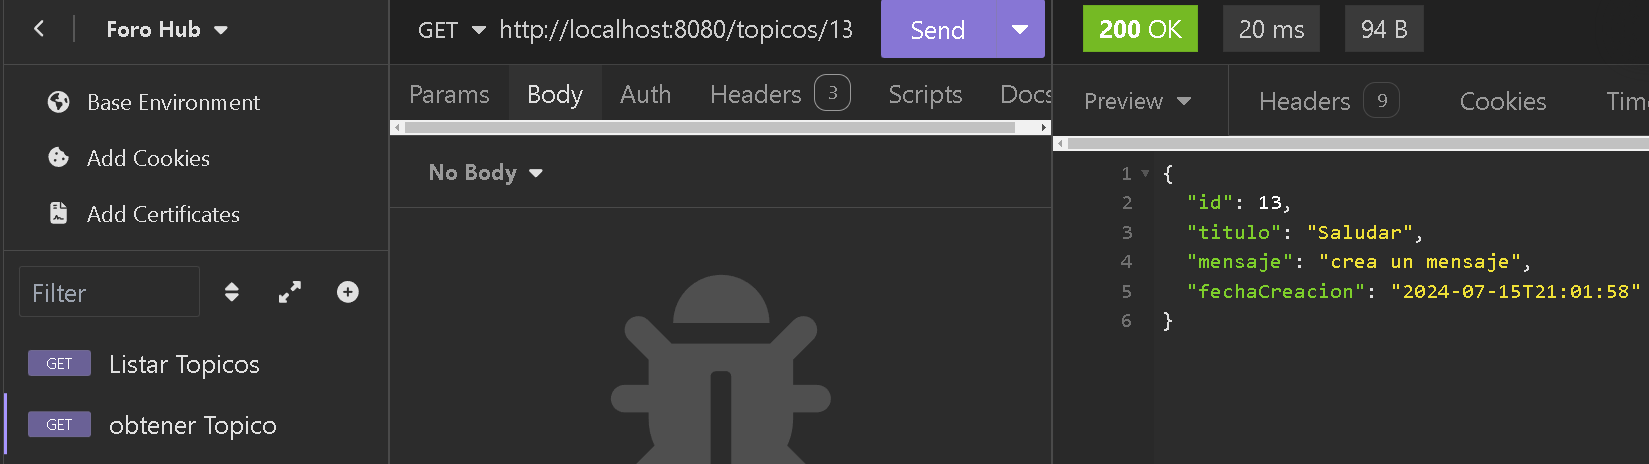 Foro Hub
Base Environment
Add Cookies
Add Certificates
Filter
GET Listar Topicos
GET obtener Topico
GET http://localhost:8080/topicos/13 Send
Params Body Auth Headers 3 Scripts Docs
No Body
200 OK 20 ms 94 B
Preview Headers 9 Cookies Tim
1 {
2 "id": 13,
3 "titulo": "Saludar",
4 "mensaje": "crea un mensaje",
5 "fechaCreacion": "2024-07-15T21:01:58"
6 }